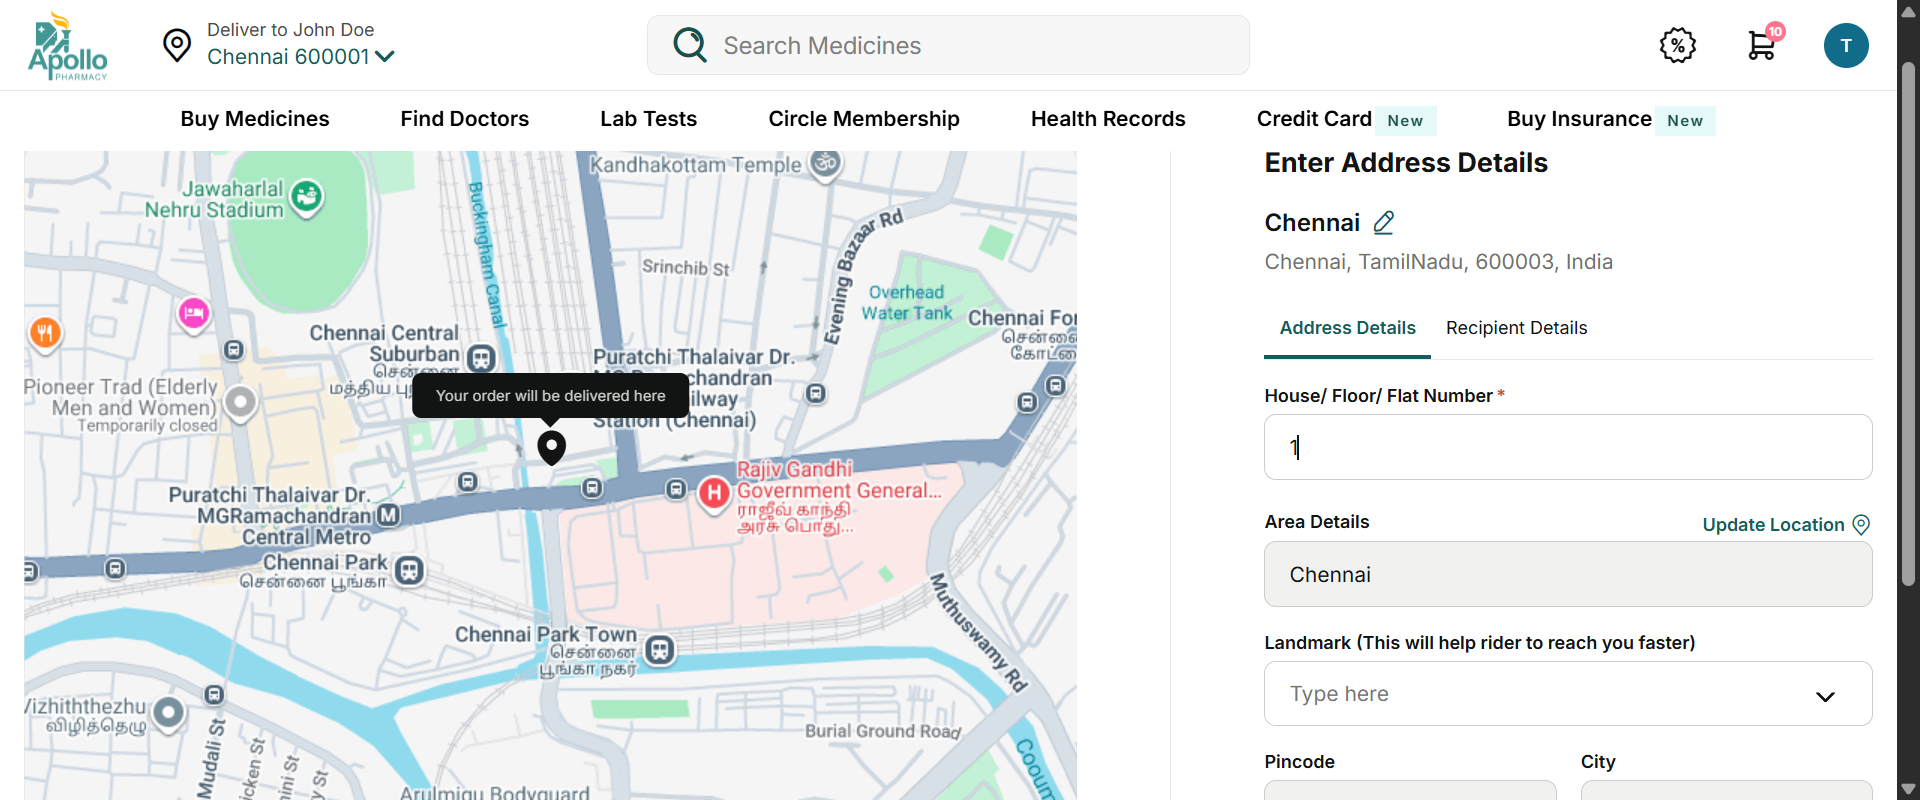 Apollo
PHARMACY
Deliver to John Doe
Chennai 600001
Search Medicines
%
10
T
Buy Medicines
Find Doctors
Lab Tests
Circle Membership
Health Records
Credit Card New
Buy Insurance New
Kandhakottam Temple
Jawaharlal
Nehru Stadium
Buckingham Canal
Srinchib St
Evening Bazaar Rd
Overhead
Water Tank
Chennai For
சென்னை
கோட்டை
Chennai Central
Suburban
சென்னை
மத்திய
Puratchi Thalaivar Dr.
Your order will be delivered here
Station (Chennai)
Pioneer Trad (Elderly
Men and Women)
Temporarily closed
Rajiv Gandhi
Government General...
ராஜீவ் காந்தி
அரசு பொது...
H
Puratchi Thalaivar Dr.
MGRamachandran
Central Metro
M
Chennai Park
சென்னை பூங்கா
Chennai Park Town
சென்னை
பூங்கா நகர்
Muthuswamy Rd
Vizhiththezhu
விழித்தெழு
Mudali St
Burial Ground Road
Arulmigu Bodyguard
Cooum
Enter Address Details
Chennai
Chennai, TamilNadu, 600003, India
Address Details
Recipient Details
House/ Floor/ Flat Number *
1
Area Details
Update Location
Chennai
Landmark (This will help rider to reach you faster)
Type here
Pincode
City